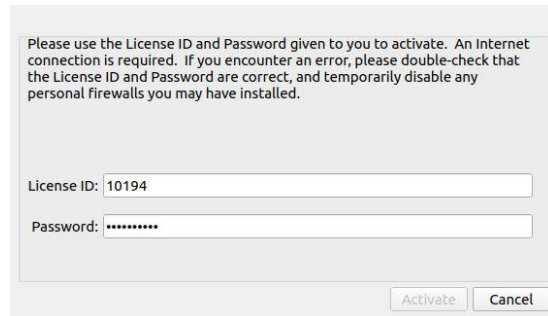 Please use the License ID and Password given to you to activate.  An Internet
connection is required.  If you encounter an error, please double-check that
the License ID and Password are correct, and temporarily disable any
personal firewalls you may have installed.
License ID: 10194
Password: ••••••••••
Activate Cancel